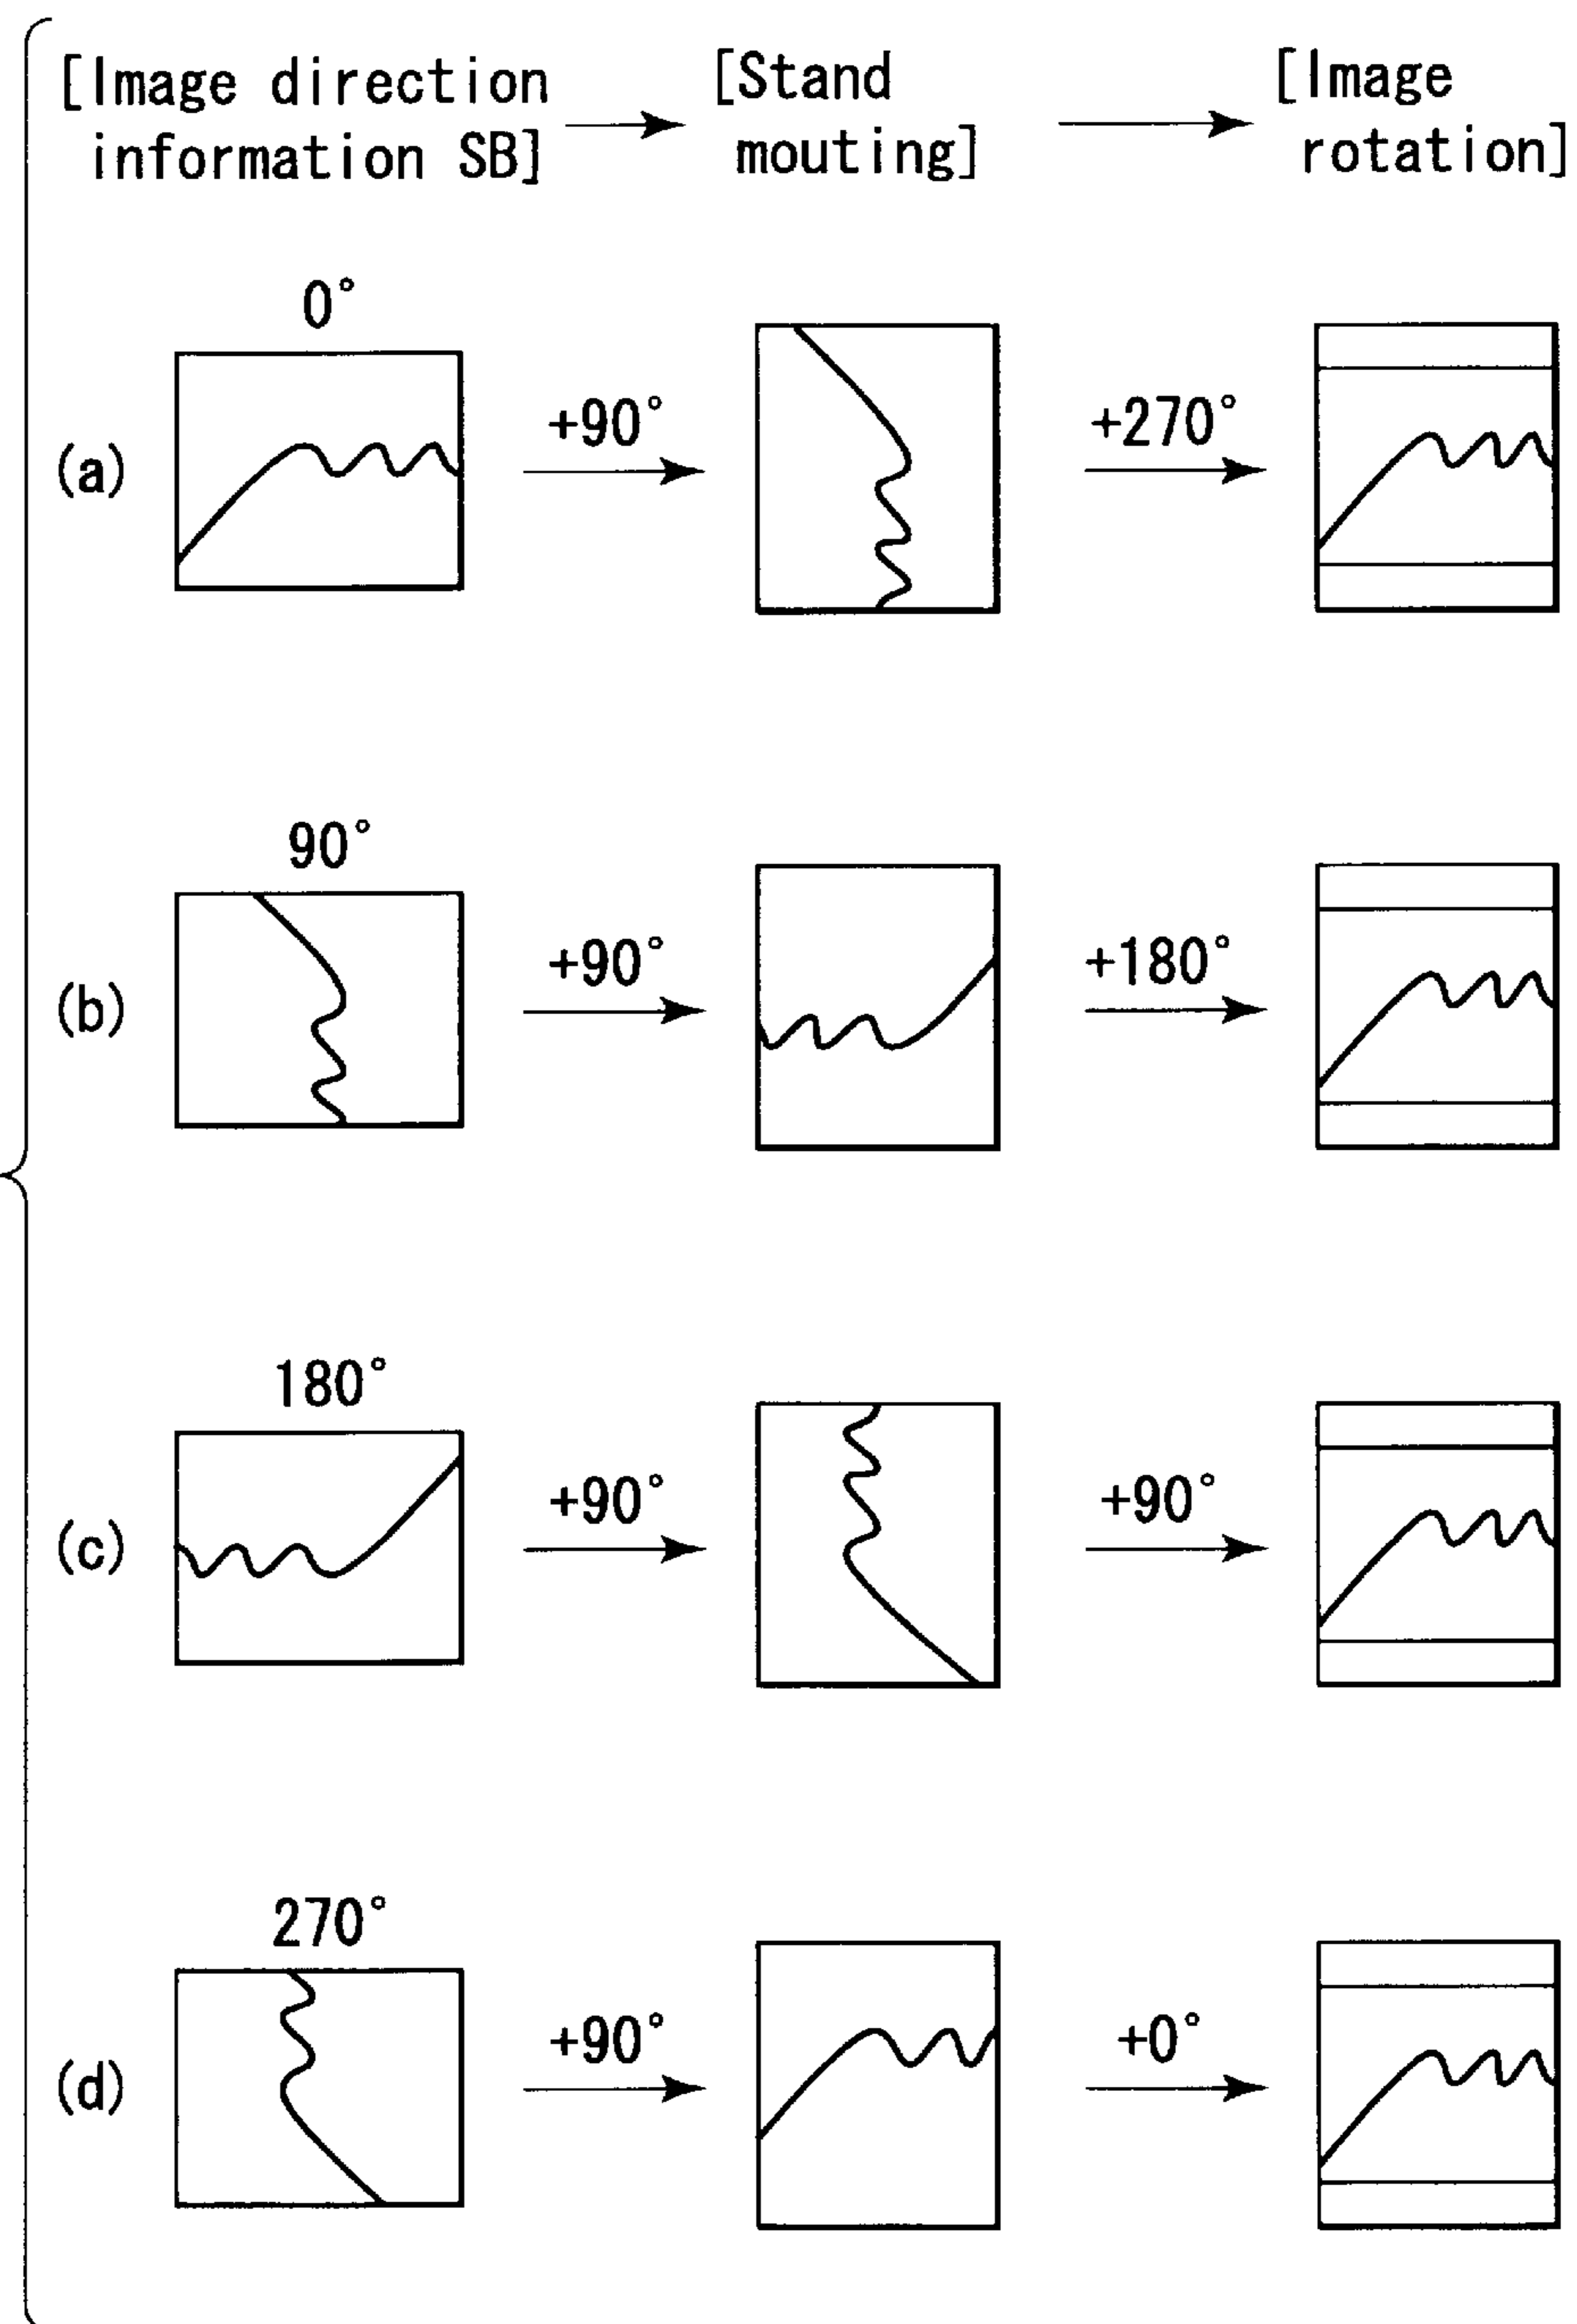 [Image direction information SB]
[Stand mouting]
[Image rotation]
0°
(a) +90° +270°
90°
(b) +90° +180°
180°
(c) +90° +90°
270°
(d) +90° +0°